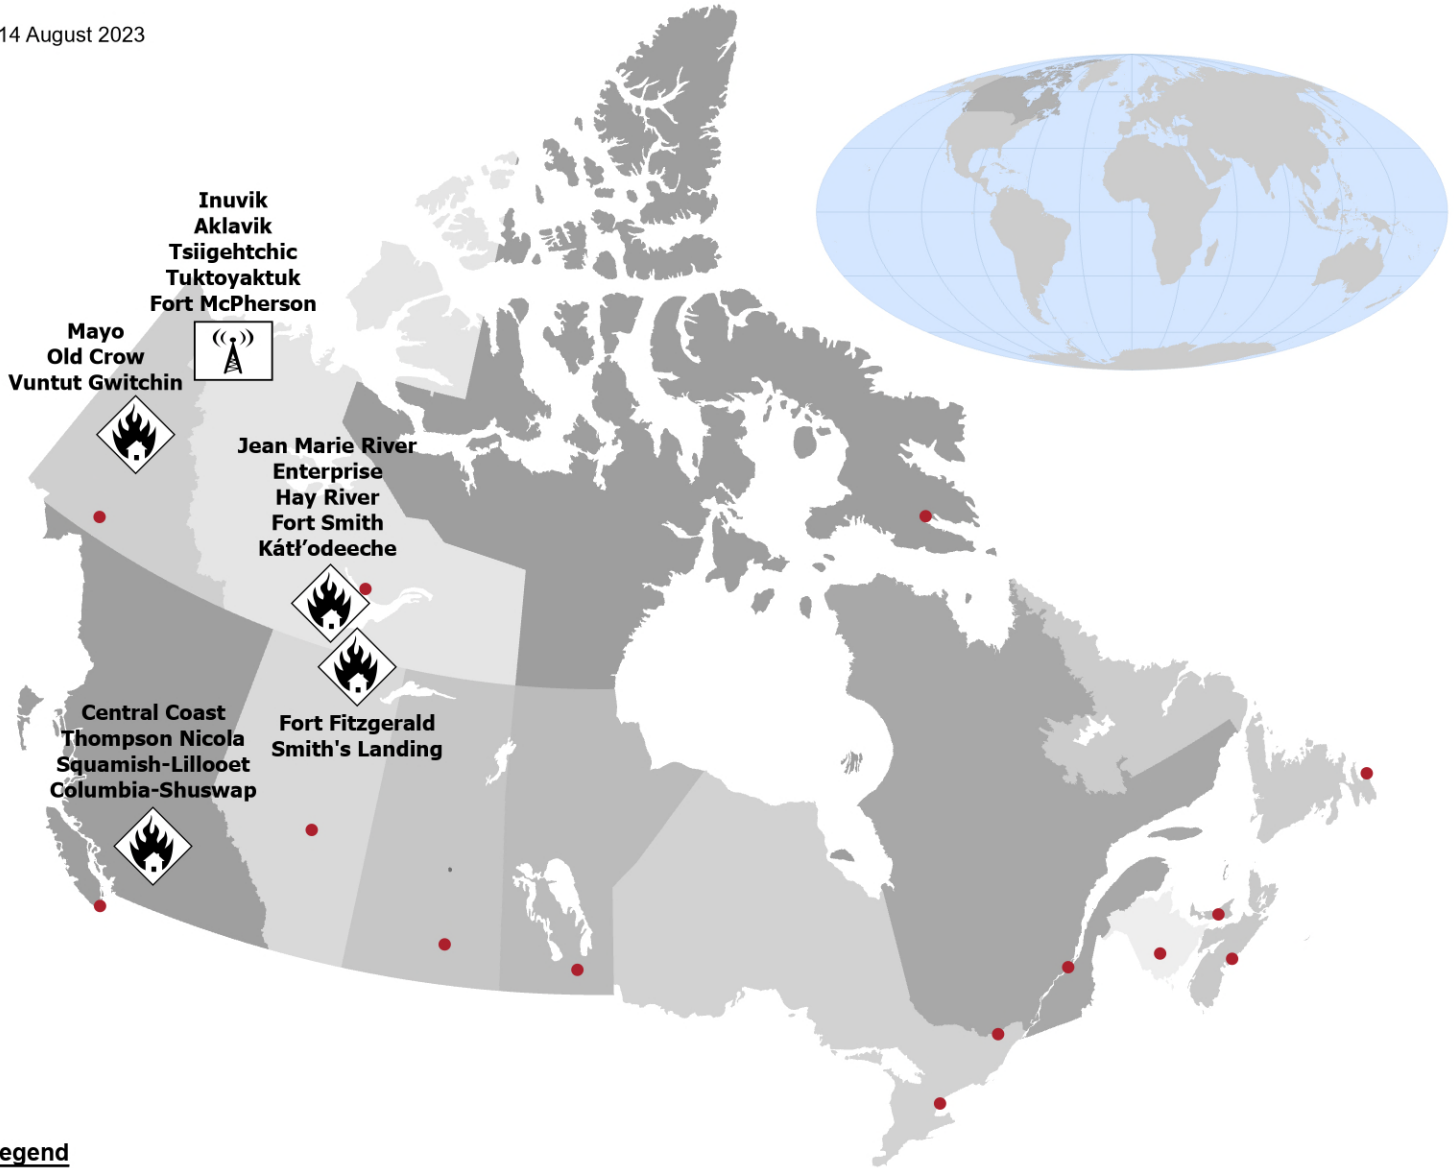 14 August 2023
Inuvik
Aklavik
Tsiigehtchic
Tuktoyaktuk
Fort McPherson
Mayo
Old Crow
Vuntut Gwitchin
Jean Marie River
Enterprise
Hay River
Fort Smith
Kátł’odeeche
Fort Fitzgerald
Smith's Landing
Central Coast
Thompson Nicola
Squamish-Lillooet
Columbia-Shuswap
egend